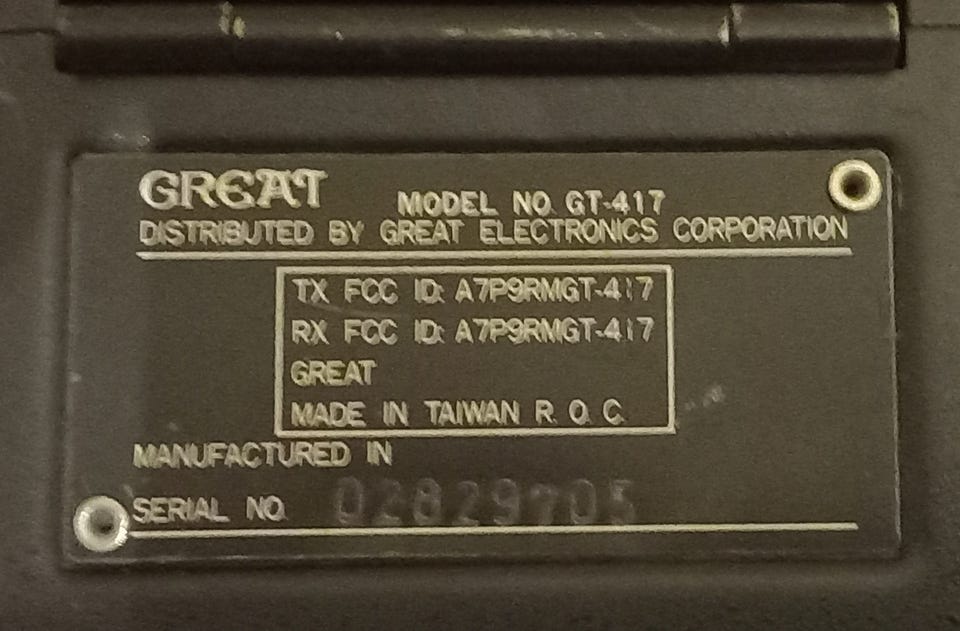 GREAT
MODEL NO. GT-417
DISTRIBUTED BY GREAT ELECTRONICS CORPORATION
TX FCC ID: A7P9RMGT-417
RX FCC ID: A7P9RMGT-417
GREAT
MADE IN TAIWAN R. O. C.
MANUFACTURED IN
SERIAL NO. 02829705